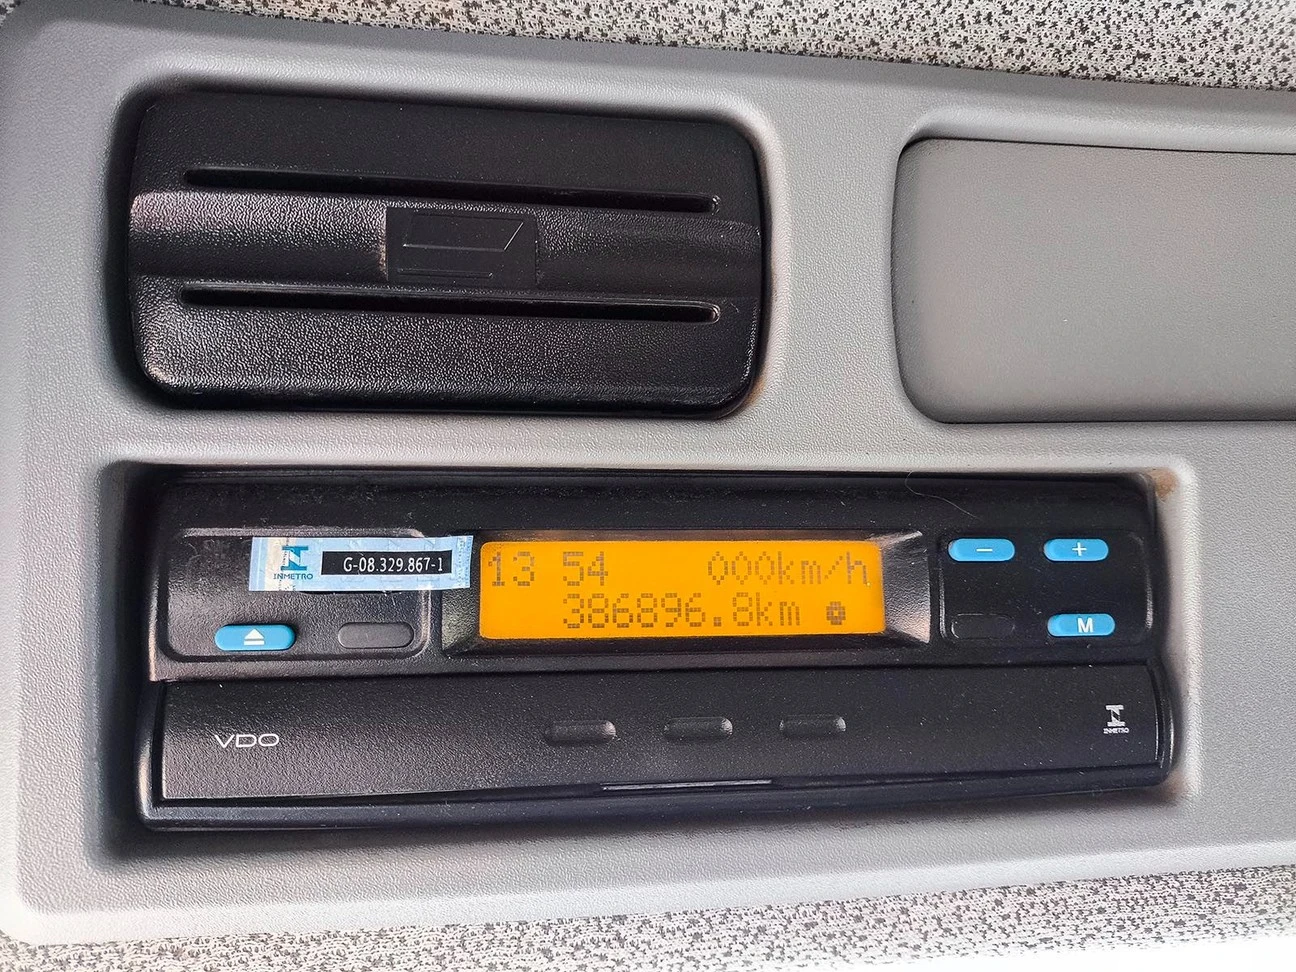 INMETRO
G-08.329.867-1
13 54 000km/h
386896.8km
- +
M
VDO
INMETRO